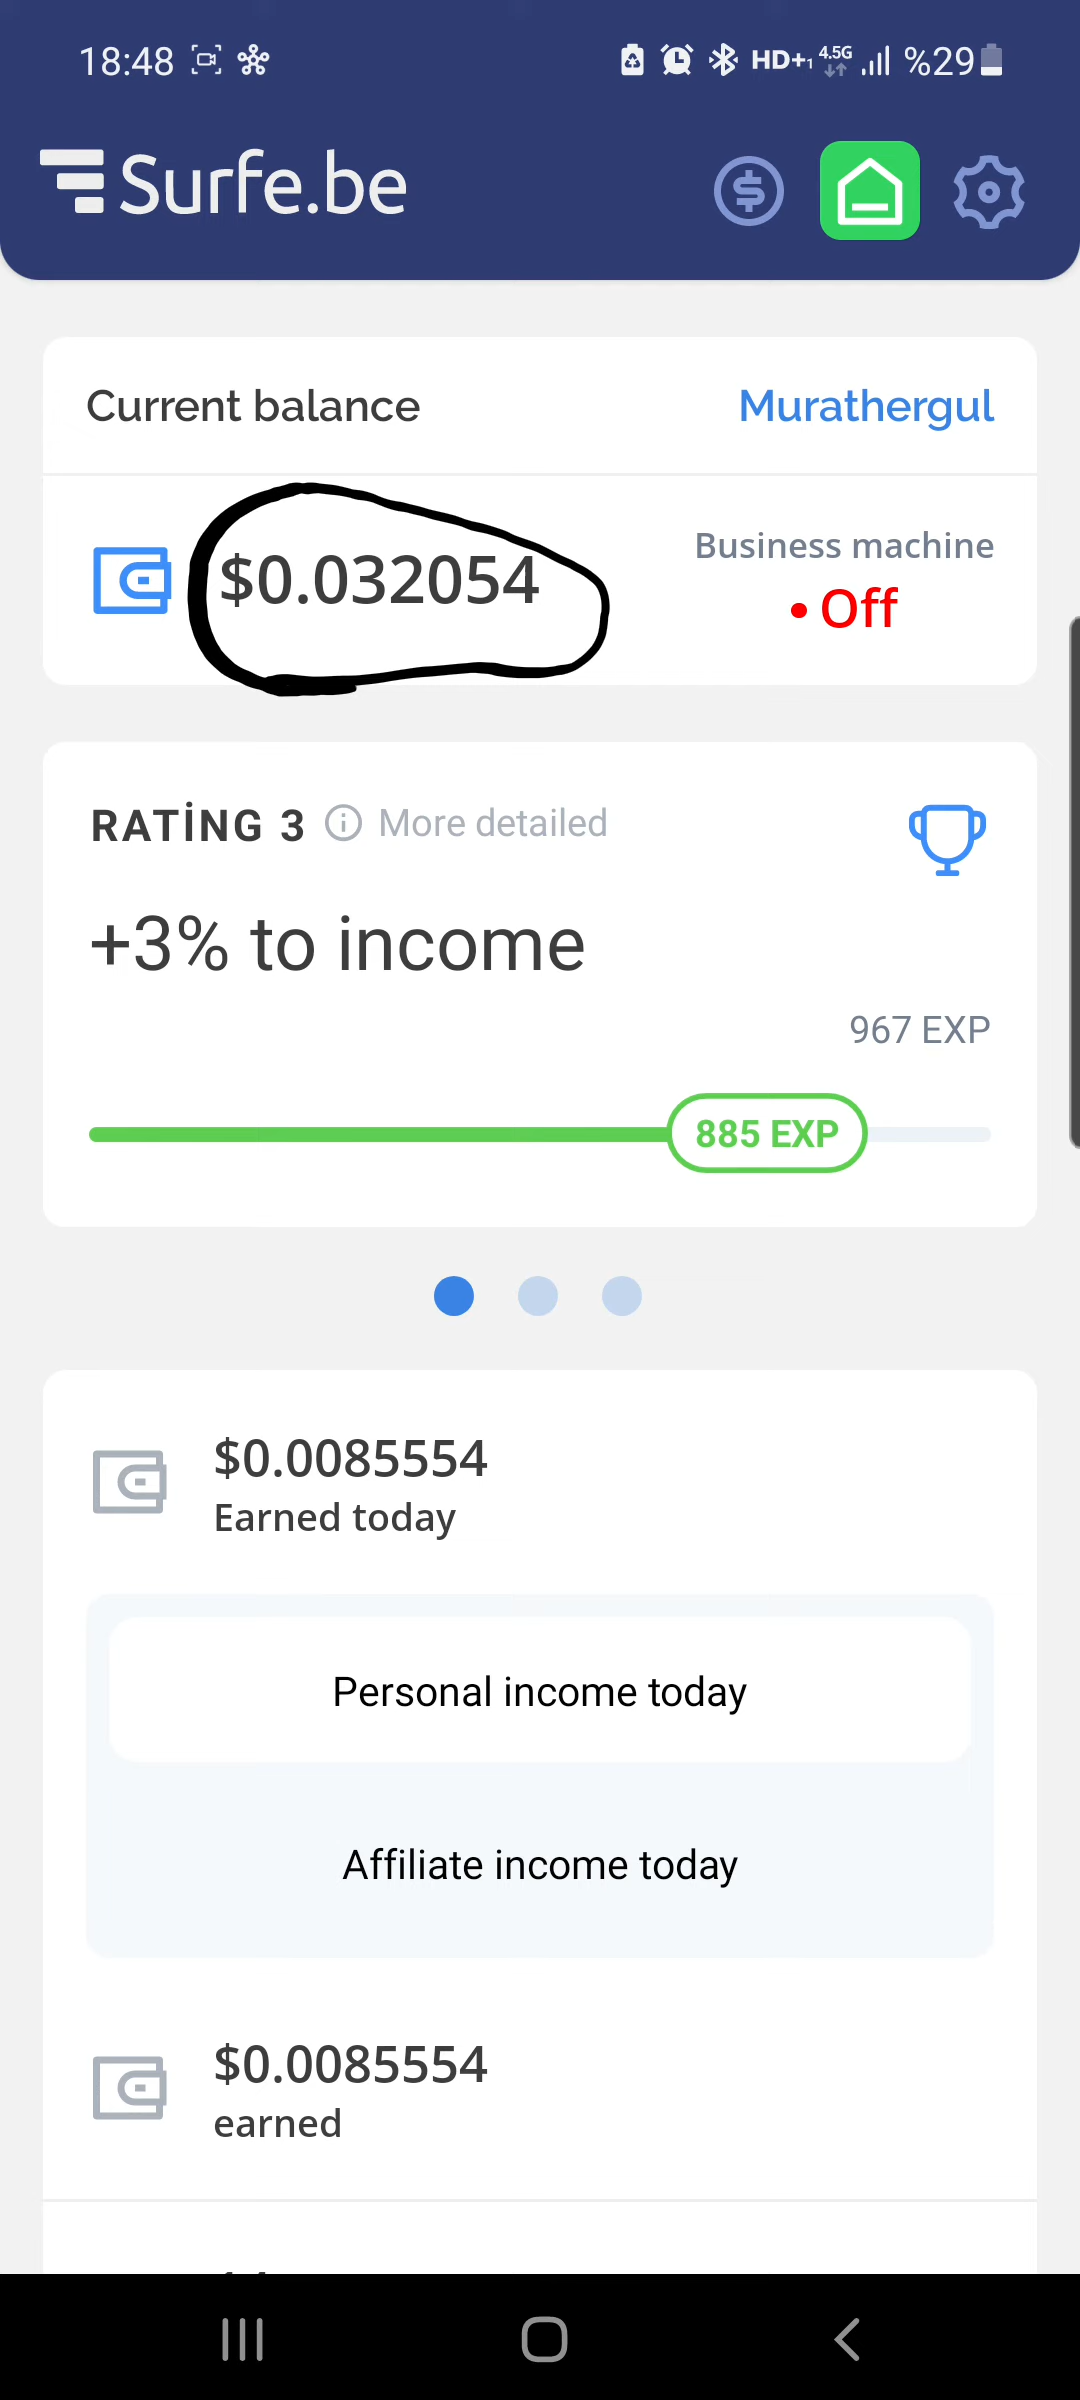 18:48 HD+1 4.5G %29
Surfe.be
Current balance Murathergul
$0.032054
Business machine
• Off
RATİNG 3 More detailed
+3% to income
967 EXP
885 EXP
$0.0085554
Earned today
Personal income today
Affiliate income today
$0.0085554
earned